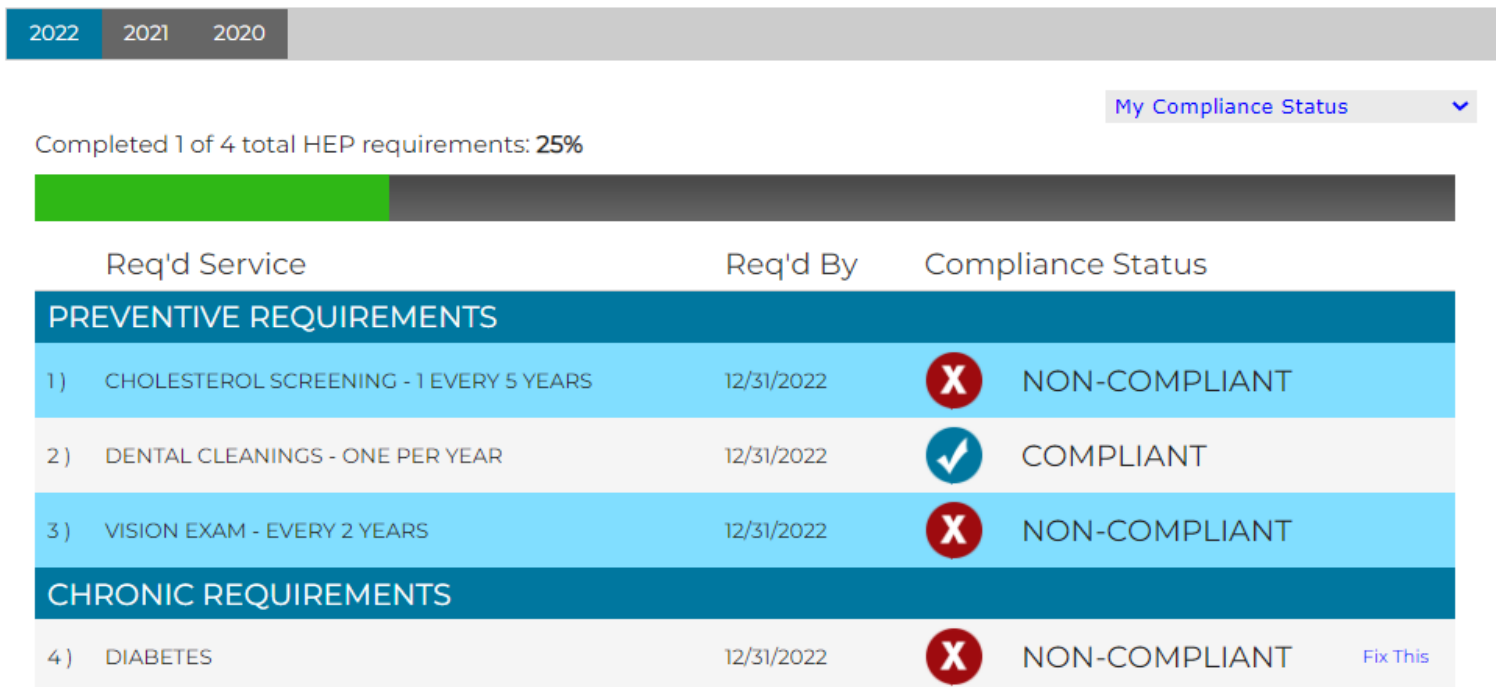 2022 2021 2020
My Compliance Status
Completed 1 of 4 total HEP requirements: 25%
Req'd Service Req'd By Compliance Status
PREVENTIVE REQUIREMENTS
1 ) CHOLESTEROL SCREENING - 1 EVERY 5 YEARS 12/31/2022 X NON-COMPLIANT
2 ) DENTAL CLEANINGS - ONE PER YEAR 12/31/2022 COMPLIANT
3 ) VISION EXAM - EVERY 2 YEARS 12/31/2022 X NON-COMPLIANT
CHRONIC REQUIREMENTS
4 ) DIABETES 12/31/2022 X NON-COMPLIANT Fix This